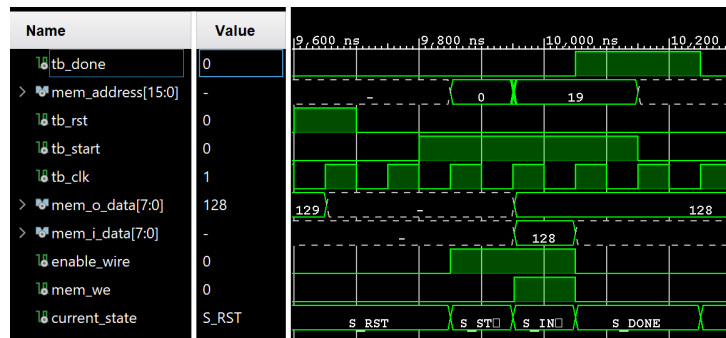 Name Value
9,600 ns 9,800 ns 10,000 ns 10,200
tb_done 0
mem_address[15:0] - - 0 19
tb_rst 0
tb_start 0
tb_clk 1
mem_o_data[7:0] 128 129 - 128
mem_i_data[7:0] - - 128
enable_wire 0
mem_we 0
current_state S_RST S_RST S_ST□ S_IN□ S_DONE